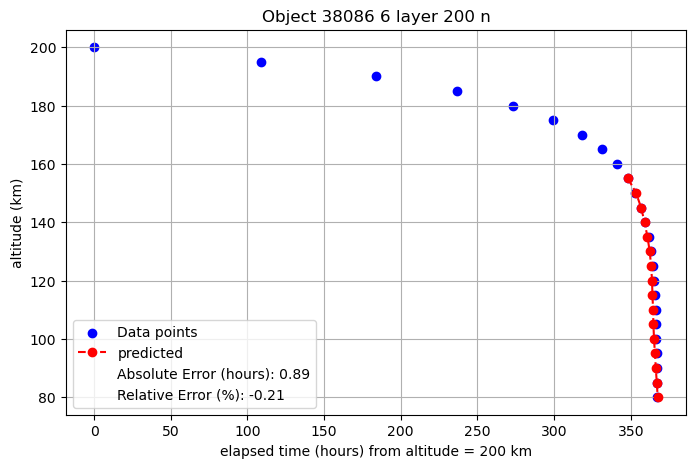 Object 38086 6 layer 200 n
altitude (km)
200
180
160
140
120
100
80
Data points
predicted
Absolute Error (hours): 0.89
Relative Error (%): -0.21
0 50 100 150 200 250 300 350
elapsed time (hours) from altitude = 200 km